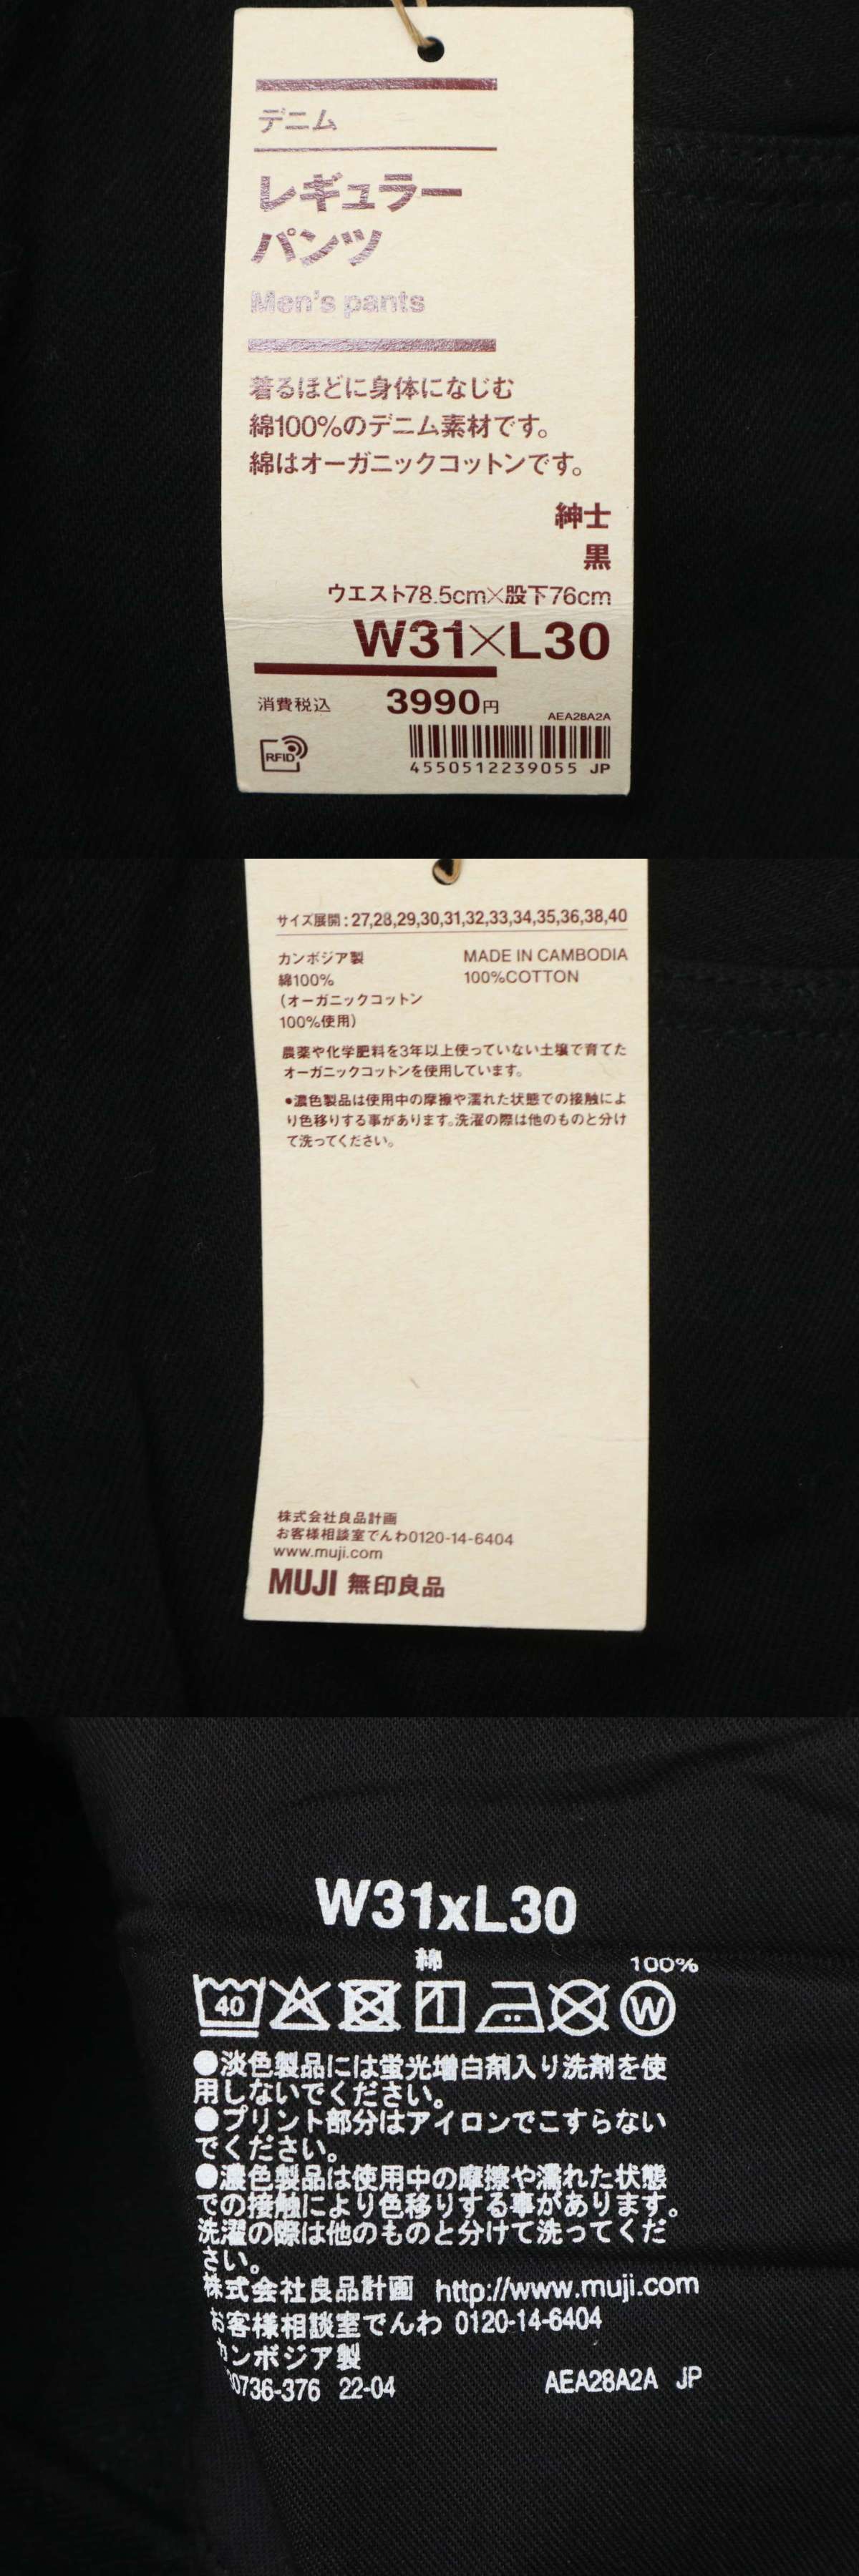 デニム
レギュラー
パンツ
Men's pants
着るほどに身体になじむ
綿100%のデニム素材です。
綿はオーガニックコットンです。
紳士
黒
ウエスト78.5cm×股下76cm
W31×L30
消費税込 3990円
AEA28A2A
RFID
4550512239055 JP
サイズ展開：27,28,29,30,31,32,33,34,35,36,38,40
カンボジア製 MADE IN CAMBODIA
綿100% 100%COTTON
(オーガニックコットン
100%使用)
農薬や化学肥料を3年以上使っていない土壌で育てた
オーガニックコットンを使用しています。
●濃色製品は使用中の摩擦や濡れた状態での接触によ
り色移りする事があります。洗濯の際は他のものと分け
て洗ってください。
株式会社良品計画
お客様相談室でんわ0120-14-6404
www.muji.com
MUJI 無印良品
W31xL30
綿 100%
40 W
●淡色製品には蛍光増白剤入り洗剤を使
用しないでください。
●プリント部分はアイロンでこすらない
でください。
●濃色製品は使用中の摩擦や濡れた状態
での接触により色移りする事があります。
洗濯の際は他のものと分けて洗ってくだ
さい。
株式会社良品計画 http://www.muji.com
お客様相談室でんわ 0120-14-6404
カンボジア製
0736-376 22-04 AEA28A2A JP